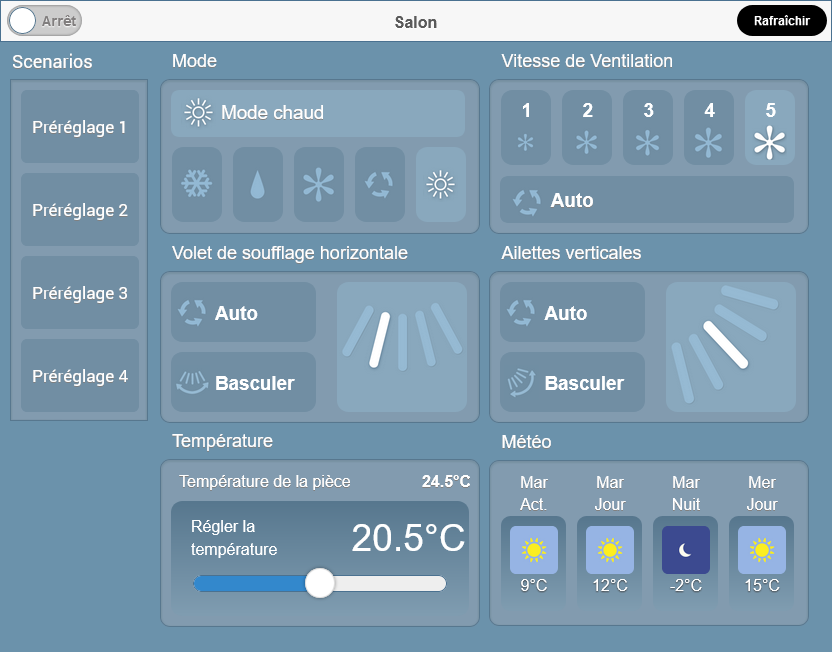 Arrêt
Salon
Rafraîchir
Scenarios
Préréglage 1
Préréglage 2
Préréglage 3
Préréglage 4
Mode
Mode chaud
Vitesse de Ventilation
1 2 3 4 5
Auto
Volet de soufflage horizontale
Auto
Basculer
Ailettes verticales
Auto
Basculer
Température
Température de la pièce 24.5°C
Régler la
température
20.5°C
Météo
Mar Mar Mar Mer
Act. Jour Nuit Jour
9°C 12°C -2°C 15°C